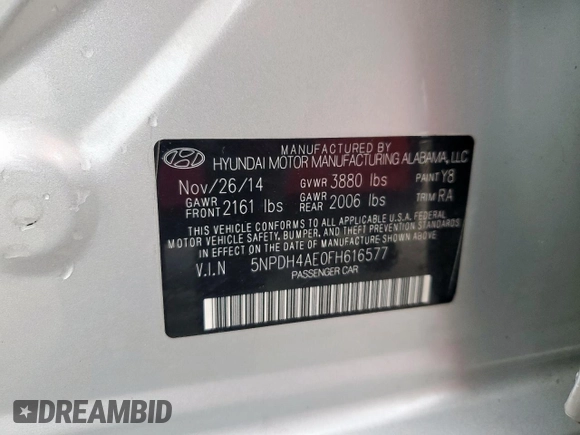 MANUFACTURED BY
HYUNDAI MOTOR MANUFACTURING ALABAMA, LLC
Nov/26/14 GVWR 3880 lbs PAINT Y8
GAWR FRONT 2161 lbs GAWR REAR 2006 lbs TRIM RA
THIS VEHICLE CONFORMS TO ALL APPLICABLE U.S.A. FEDERAL
MOTOR VEHICLE SAFETY, BUMPER, AND THEFT PREVENTION
STANDARDS IN EFFECT ON THE DATE OF MANUFACTURE SHOWN ABOVE.
V.I.N 5NPDH4AE0FH616577
PASSENGER CAR
DREAMBID